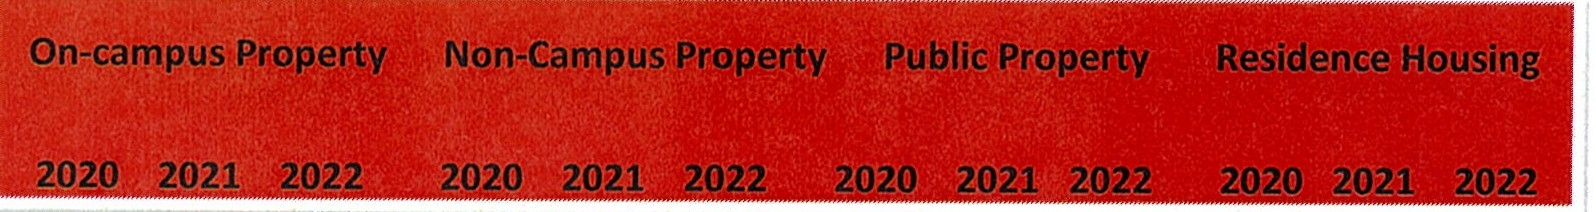 On-campus Property Non-Campus Property Public Property Residence Housing
2020 2021 2022 2020 2021 2022 2020 2021 2022 2020 2021 2022